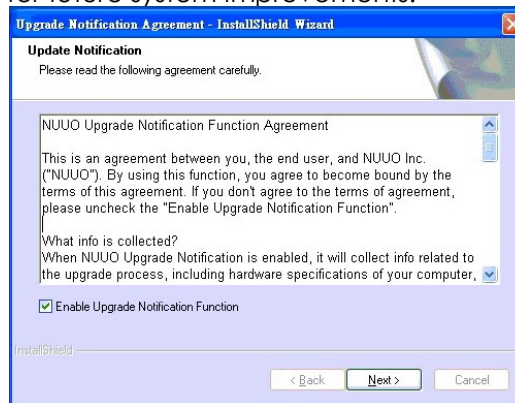 for future system improvements.
Upgrade Notification Agreement - InstallShield Wizard
Update Notification
Please read the following agreement carefully.
NUUO Upgrade Notification Function Agreement
This is an agreement between you, the end user, and NUUO Inc.
("NUUO"). By using this function, you agree to become bound by the
terms of this agreement. If you don't agree to the terms of agreement,
please uncheck the "Enable Upgrade Notification Function".
What info is collected?
When NUUO Upgrade Notification is enabled, it will collect info related to
the upgrade process, including hardware specifications of your computer,
Enable Upgrade Notification Function
InstallShield
< Back
Next >
Cancel